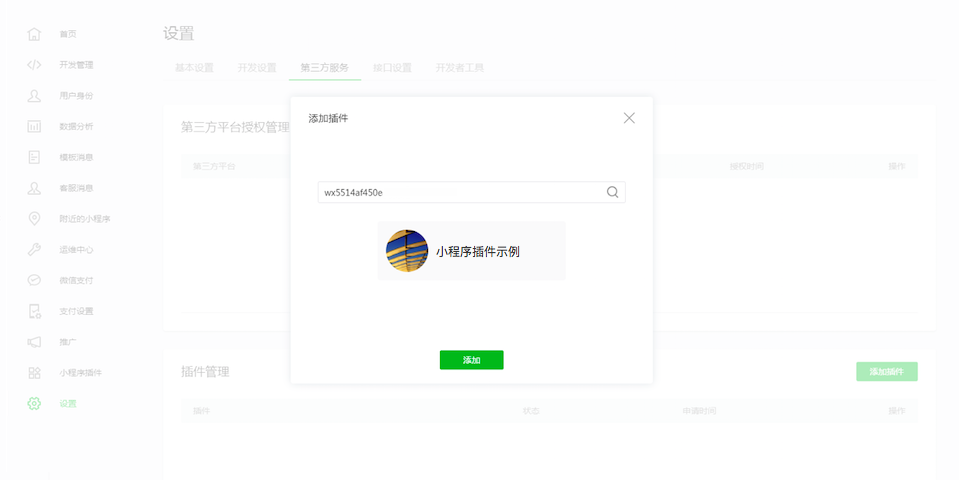 设置
首页
开发管理
用户身份
数据分析
模板消息
客服消息
附近的小程序
运维中心
微信支付
支付设置
推广
小程序插件
设置
基本设置 开发设置 第三方服务 接口设置 开发者工具
第三方平台授权管理
第三方平台 授权时间 操作
添加插件
wx5514af450e
小程序插件示例
添加
插件管理
添加插件
插件 状态 申请时间 操作